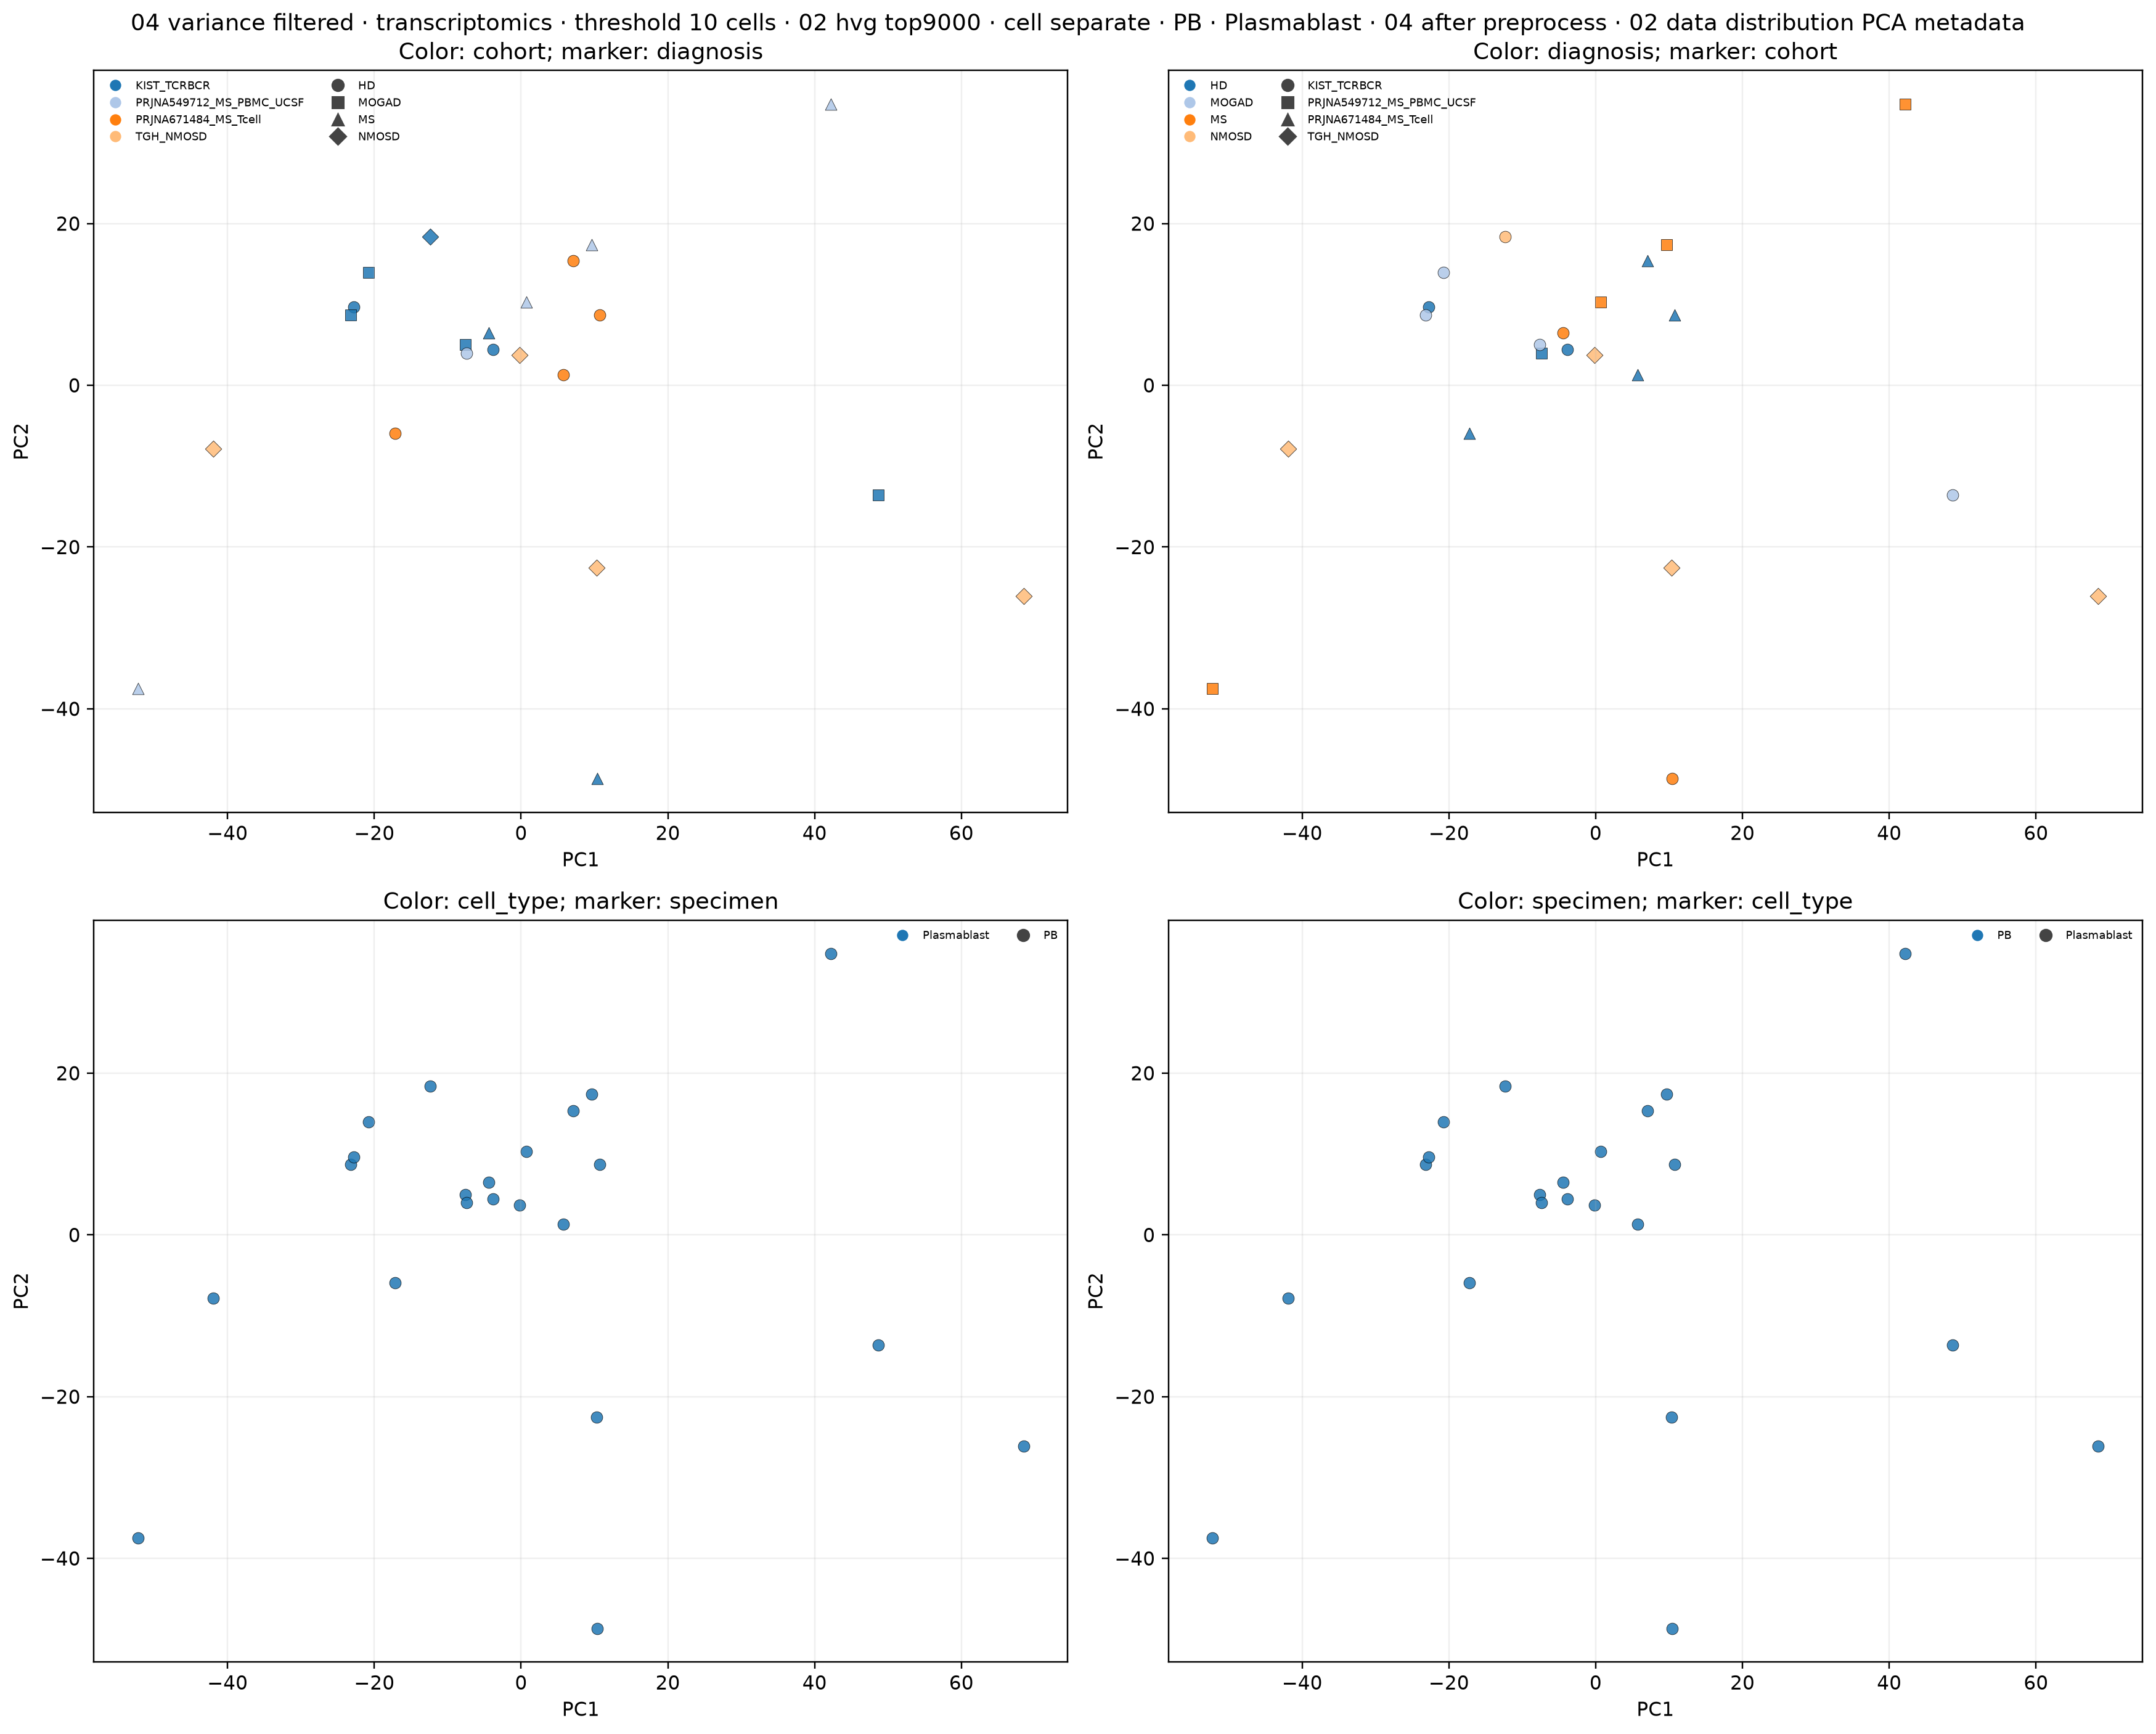 04 variance filtered · transcriptomics · threshold 10 cells · 02 hvg top9000 · cell separate · PB · Plasmablast · 04 after preprocess · 02 data distribution PCA metadata
Color: cohort; marker: diagnosis
KIST_TCRBCR HD
PRJNA549712_MS_PBMC_UCSF MOGAD
PRJNA671484_MS_Tcell MS
TGH_NMOSD NMOSD
20
0
−20
−40
PC2
−40 −20 0 20 40 60
PC1
Color: diagnosis; marker: cohort
HD KIST_TCRBCR
MOGAD PRJNA549712_MS_PBMC_UCSF
MS PRJNA671484_MS_Tcell
NMOSD TGH_NMOSD
20
0
−20
−40
PC2
−40 −20 0 20 40 60
PC1
Color: cell_type; marker: specimen
Plasmablast PB
20
0
−20
−40
PC2
−40 −20 0 20 40 60
PC1
Color: specimen; marker: cell_type
PB Plasmablast
20
0
−20
−40
PC2
−40 −20 0 20 40 60
PC1